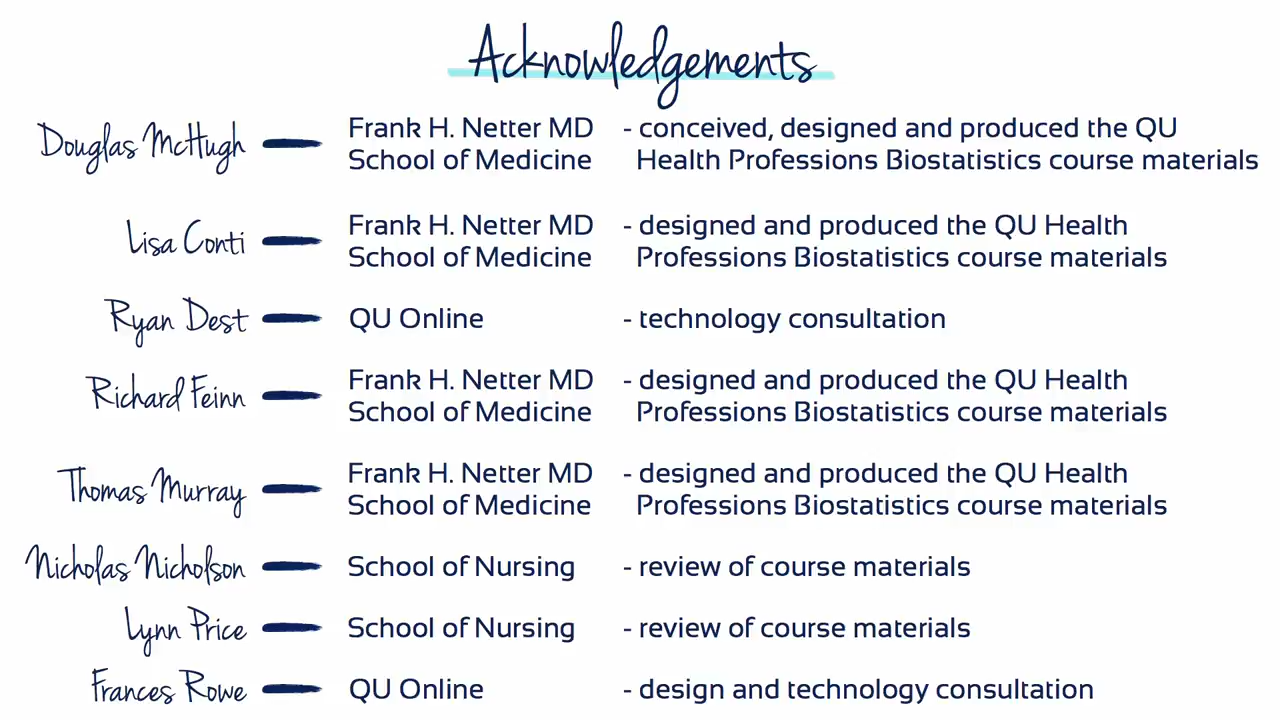 Acknowledgements
Douglas McHugh Frank H. Netter MD - conceived, designed and produced the QU
School of Medicine Health Professions Biostatistics course materials
Lisa Conti Frank H. Netter MD - designed and produced the QU Health
School of Medicine Professions Biostatistics course materials
Ryan Dest QU Online - technology consultation
Richard Feinn Frank H. Netter MD - designed and produced the QU Health
School of Medicine Professions Biostatistics course materials
Thomas Murray Frank H. Netter MD - designed and produced the QU Health
School of Medicine Professions Biostatistics course materials
Nicholas Nicholson School of Nursing - review of course materials
Lynn Price School of Nursing - review of course materials
Frances Rowe QU Online - design and technology consultation